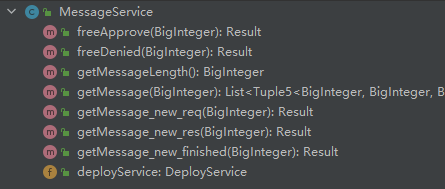 MessageService
freeApprove(BigInteger): Result
freeDenied(BigInteger): Result
getMessageLength(): BigInteger
getMessage(BigInteger): List<Tuple5<BigInteger, BigInteger, B
getMessage_new_req(BigInteger): Result
getMessage_new_res(BigInteger): Result
getMessage_new_finished(BigInteger): Result
deployService: DeployService